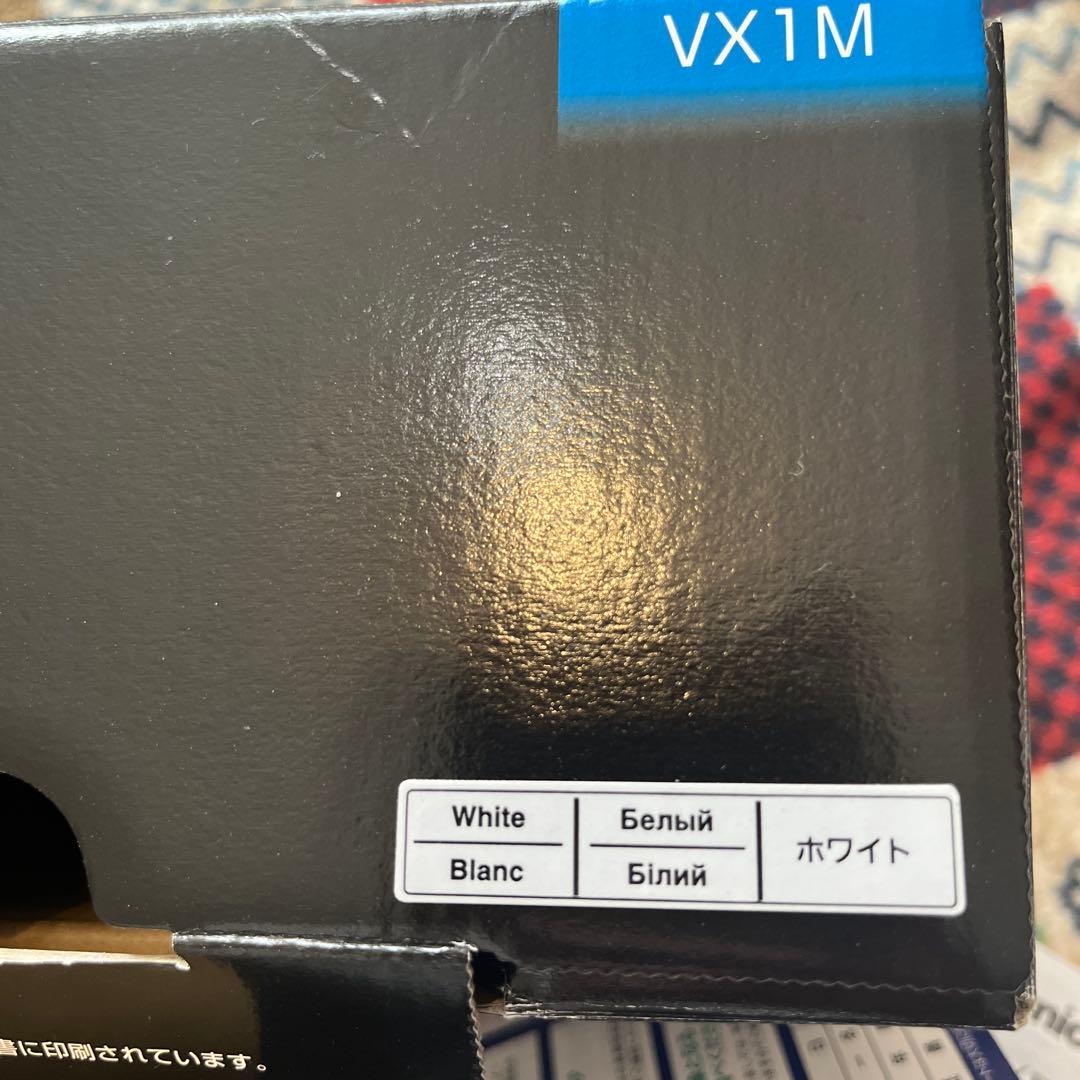 VX1M
White
Blanc
Белый
Білий
ホワイト
書に印刷されています。